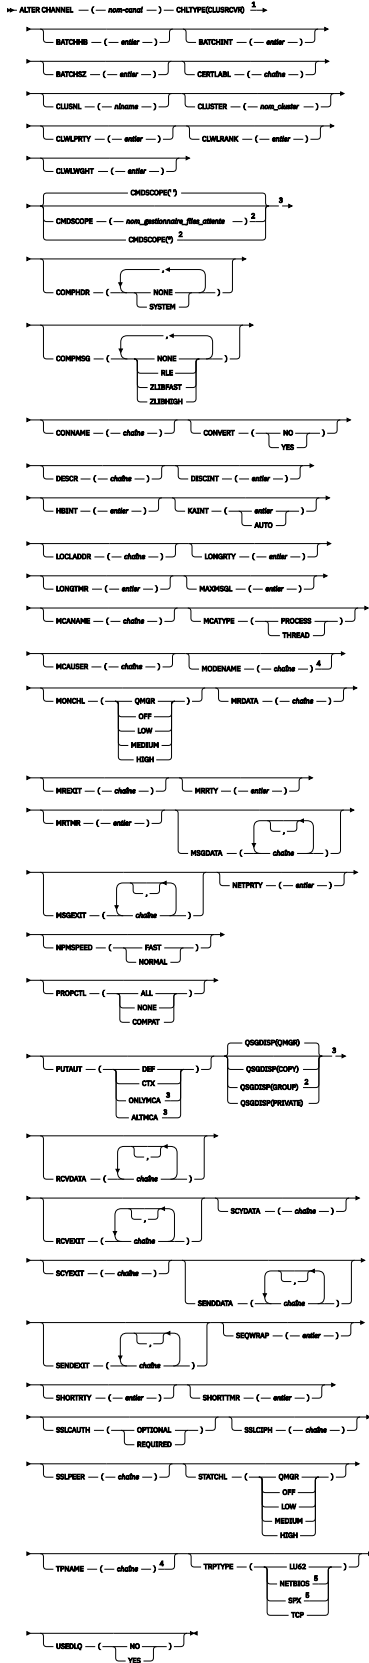 ALTER CHANNEL ( nom-canal ) CHLTYPE(CLUSRCVR) 1
BATCHHB ( entier ) BATCHINT ( entier )
BATCHSZ ( entier ) CERTLABL ( chaîne )
CLUSNL ( nlname ) CLUSTER ( nom_cluster )
CLWLPRTY ( entier ) CLWLRANK ( entier )
CLWLWGHT ( entier )
CMDSCOPE(' ')
CMDSCOPE ( nom_gestionnaire_files_attente ) 2
CMDSCOPE(*) 2
3
COMPHDR ( , NONE )
SYSTEM
COMPMSG ( , NONE )
RLE
ZLIBFAST
ZLIBHIGH
CONNAME ( chaîne ) CONVERT ( NO )
YES
DESCR ( chaîne ) DISCINT ( entier )
HBINT ( entier ) KAINT ( entier )
AUTO
LOCLADDR ( chaîne ) LONGRTY ( entier )
LONGTMR ( entier ) MAXMSGL ( entier )
MCANAME ( chaîne ) MCATYPE ( PROCESS )
THREAD
MCAUSER ( chaîne ) MODENAME ( chaîne ) 4
MONCHL ( QMGR ) MRDATA ( chaîne )
OFF
LOW
MEDIUM
HIGH
MREXIT ( chaîne ) MRRTY ( entier )
MRTMR ( entier ) MSGDATA ( , chaîne )
MSGEXIT ( , chaîne ) NETPRTY ( entier )
NPMSPEED ( FAST )
NORMAL
PROPCTL ( ALL )
NONE
COMPAT
QSGDISP(QMGR) 3
PUTAUT ( DEF ) QSGDISP(COPY)
CTX QSGDISP(GROUP) 2
ONLYMCA 3 QSGDISP(PRIVATE)
ALTMCA 3
RCVDATA ( , chaîne )
RCVEXIT ( , chaîne ) SCYDATA ( chaîne )
SCYEXIT ( chaîne ) SENDDATA ( , chaîne )
SENDEXIT ( , chaîne ) SEQWRAP ( entier )
SHORTRTY ( entier ) SHORTTMR ( entier )
SSLCAUTH ( OPTIONAL ) SSLCIPH ( chaîne )
REQUIRED
SSLPEER ( chaîne ) STATCHL ( QMGR )
OFF
LOW
MEDIUM
HIGH
TPNAME ( chaîne ) 4 TRPTYPE ( LU62 )
NETBIOS 5
SPX 5
TCP
USEDLQ ( NO )
YES